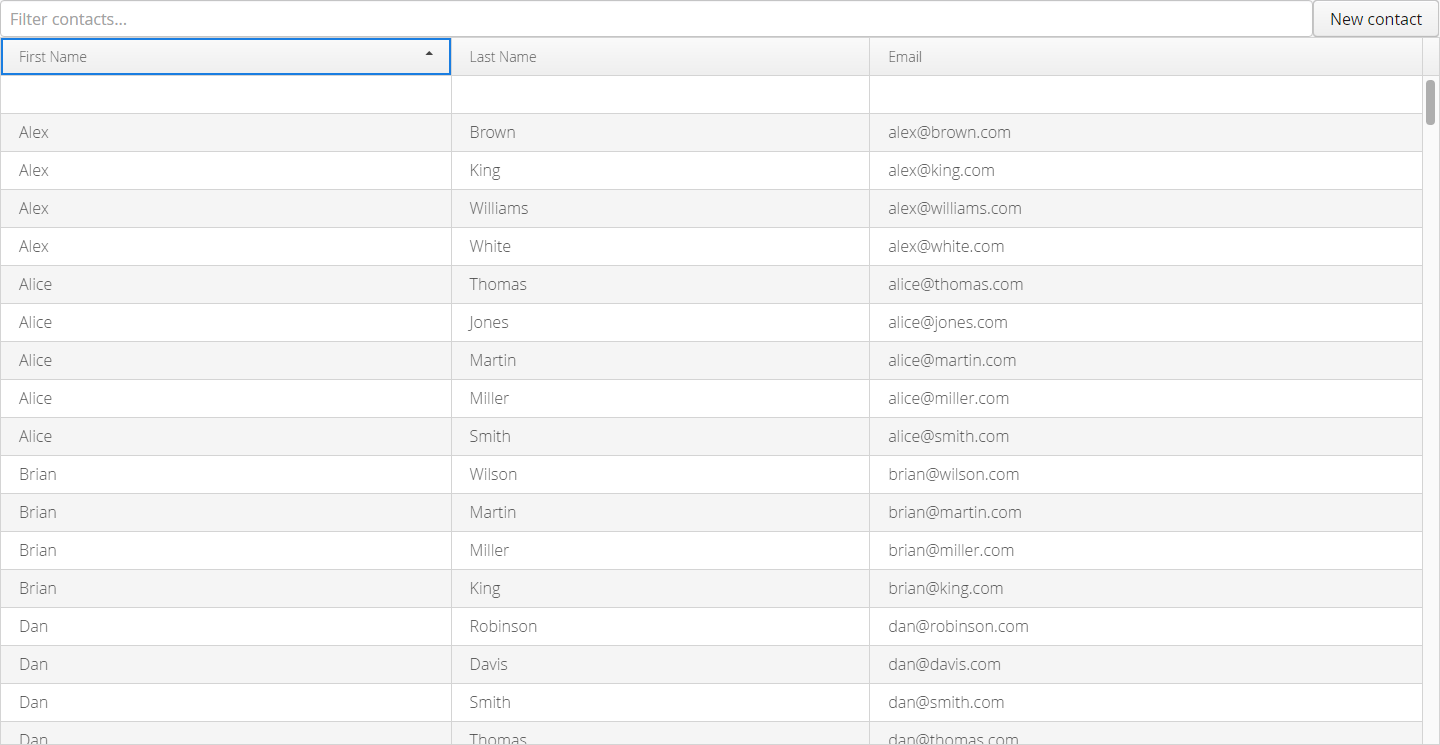 Filter contacts... New contact
First Name Last Name Email
Alex Brown alex@brown.com
Alex King alex@king.com
Alex Williams alex@williams.com
Alex White alex@white.com
Alice Thomas alice@thomas.com
Alice Jones alice@jones.com
Alice Martin alice@martin.com
Alice Miller alice@miller.com
Alice Smith alice@smith.com
Brian Wilson brian@wilson.com
Brian Martin brian@martin.com
Brian Miller brian@miller.com
Brian King brian@king.com
Dan Robinson dan@robinson.com
Dan Davis dan@davis.com
Dan Smith dan@smith.com
Dan Thomas dan@thomas.com